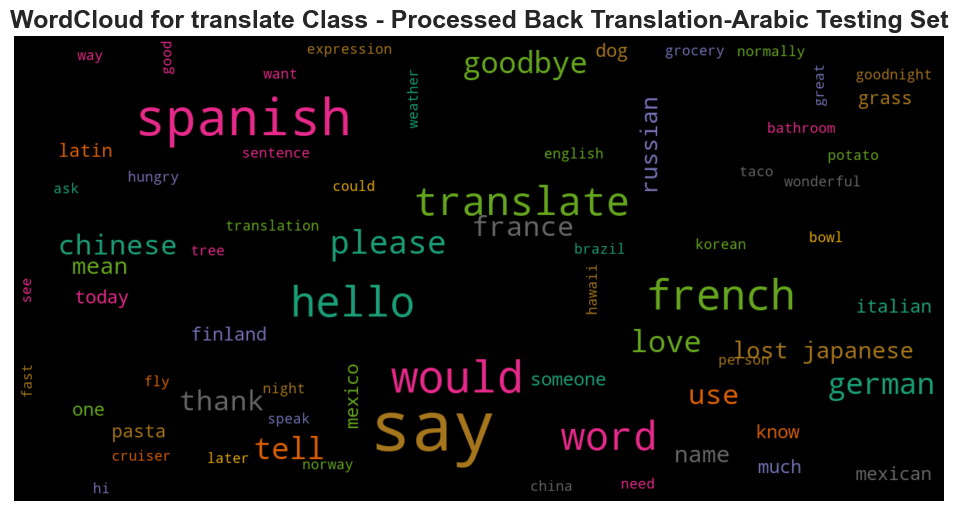 WordCloud for translate Class - Processed Back Translation-Arabic Testing Set
way
good
expression
goodbye
dog
grocery
normally
want
weather
great
goodnight
grass
spanish
russian
bathroom
latin
sentence
english
potato
hungry
ask
could
taco
wonderful
translate
translation
france
chinese
please
tree
brazil
korean
bowl
mean
see
today
hello
hawaii
french
italian
finland
love
lost japanese
person
fast
fly
night
mexico
would
someone
german
thank
use
one
speak
say
pasta
cruiser
later
tell
norway
word
know
name
much
mexican
hi
china
need